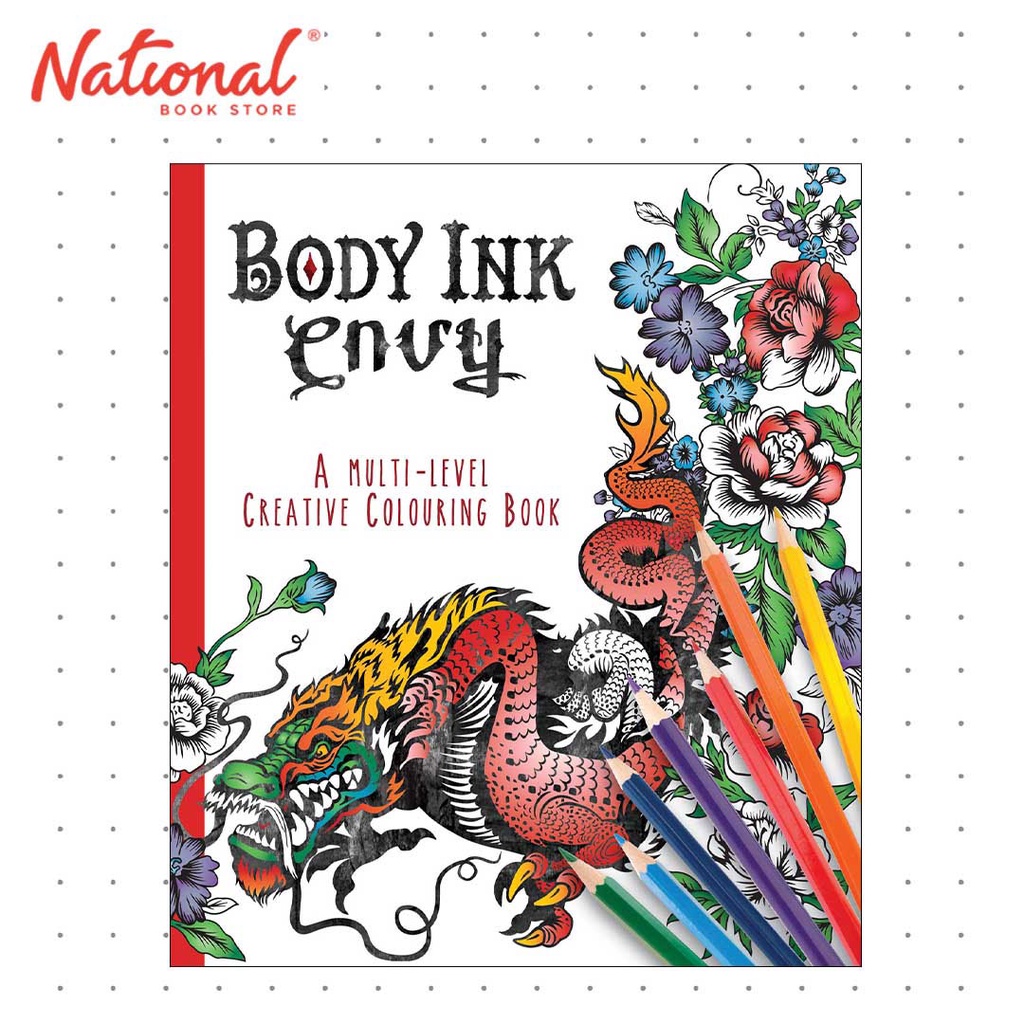 National®
BOOK STORE
BODY INK
envy
A MULTI-LEVEL
CREATIVE COLOURING BOOK